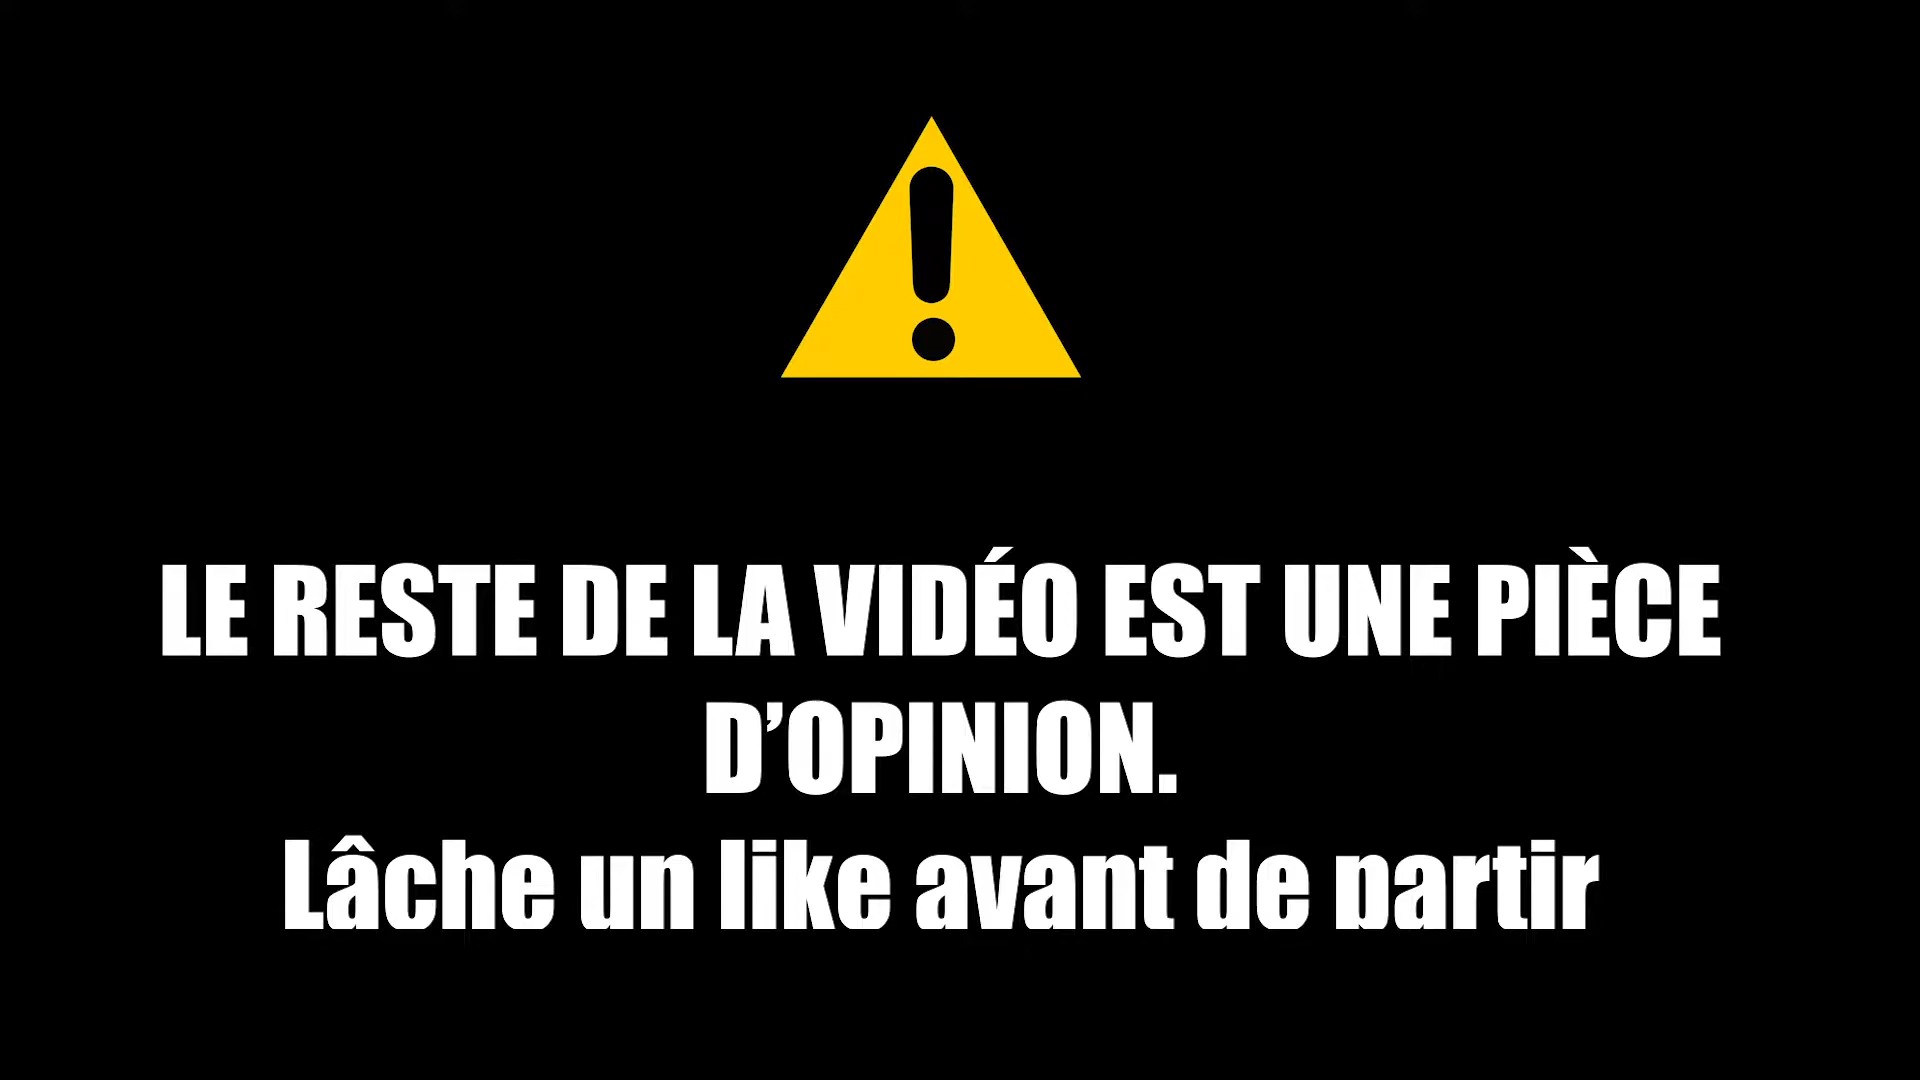 LE RESTE DE LA VIDÉO EST UNE PIÈCE
D’OPINION.
Lâche un like avant de partir